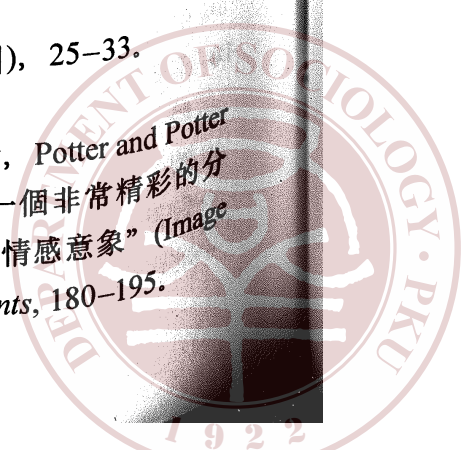 ), 25–33。
, Potter and Potter
一個非常精彩的分
情感意象” (Image
nts, 180–195.
DEPARTMENT OF SOCIOLOGY · PKU
1922